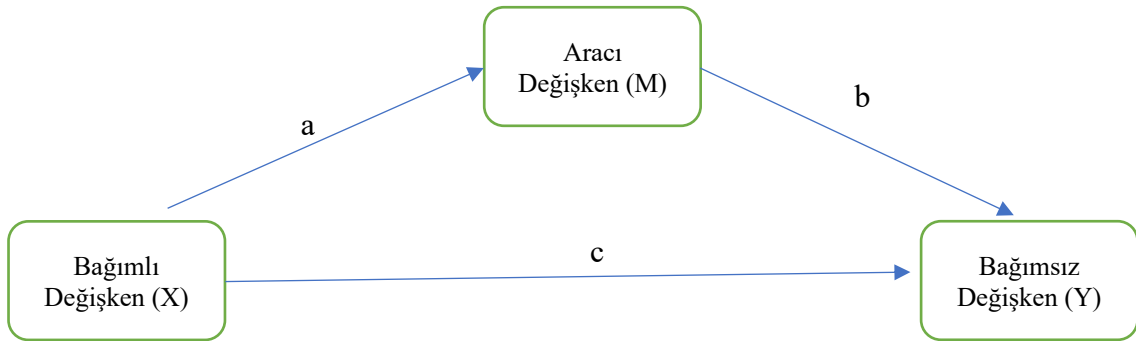 Aracı
Değişken (M)
a
b
c
Bağımlı
Değişken (X)
Bağımsız
Değişken (Y)